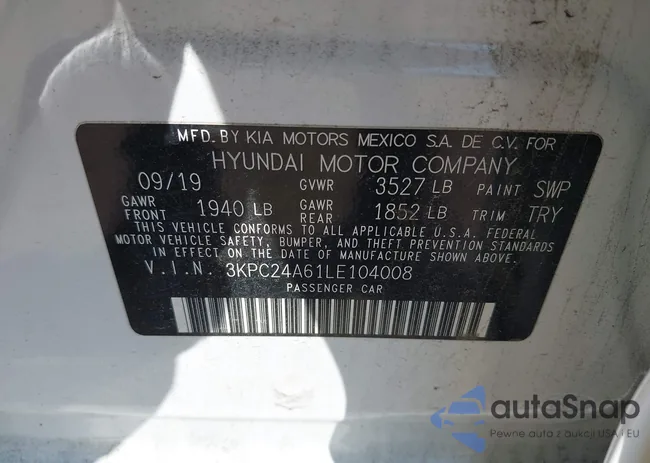 MFD. BY KIA MOTORS MEXICO S.A. DE C.V. FOR
HYUNDAI MOTOR COMPANY
09/19 GVWR 3527 LB PAINT SWP
GAWR FRONT 1940 LB GAWR REAR 1852 LB TRIM TRY
THIS VEHICLE CONFORMS TO ALL APPLICABLE U.S.A. FEDERAL
MOTOR VEHICLE SAFETY, BUMPER, AND THEFT PREVENTION STANDARDS
IN EFFECT ON THE DATE OF MANUFACTURE SHOWN ABOVE.
V.I.N. 3KPC24A61LE104008
PASSENGER CAR
autaSnap
Pewne auta z aukcji USA i EU